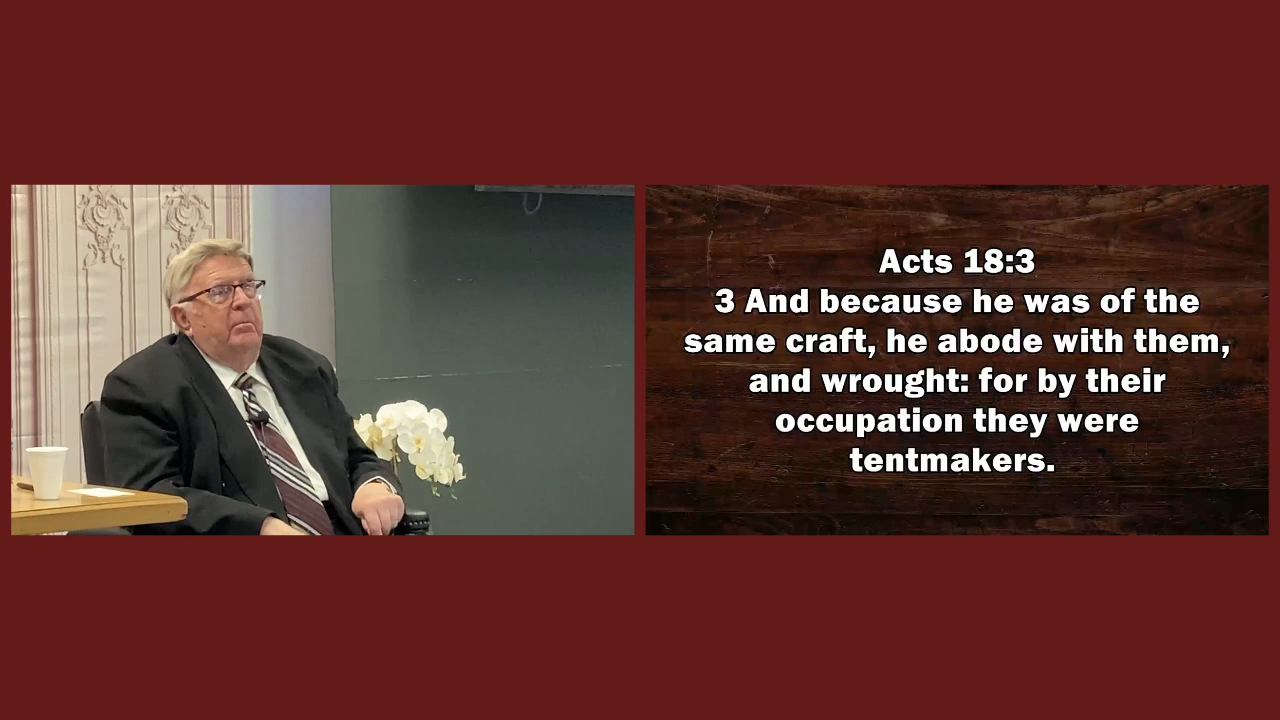 Acts 18:3
3 And because he was of the
same craft, he abode with them,
and wrought: for by their
occupation they were
tentmakers.